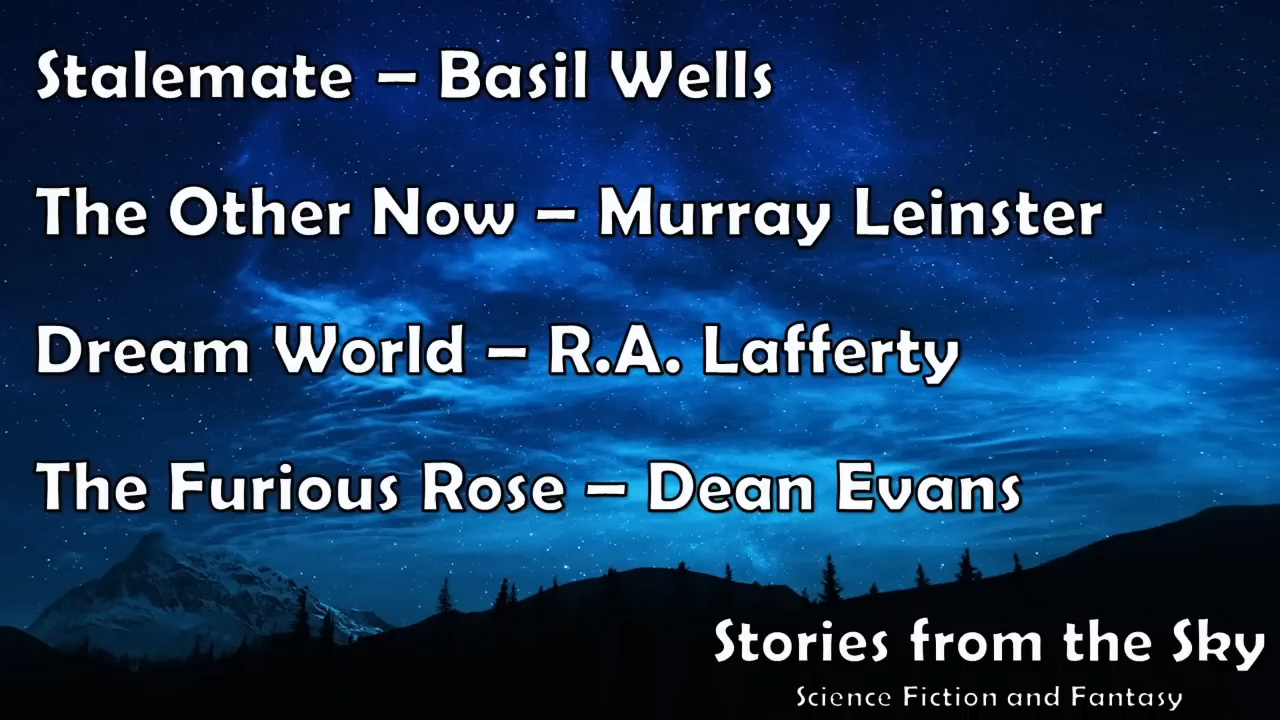 Stalemate – Basil Wells
The Other Now – Murray Leinster
Dream World – R.A. Lafferty
The Furious Rose – Dean Evans
Stories from the Sky
Science Fiction and Fantasy